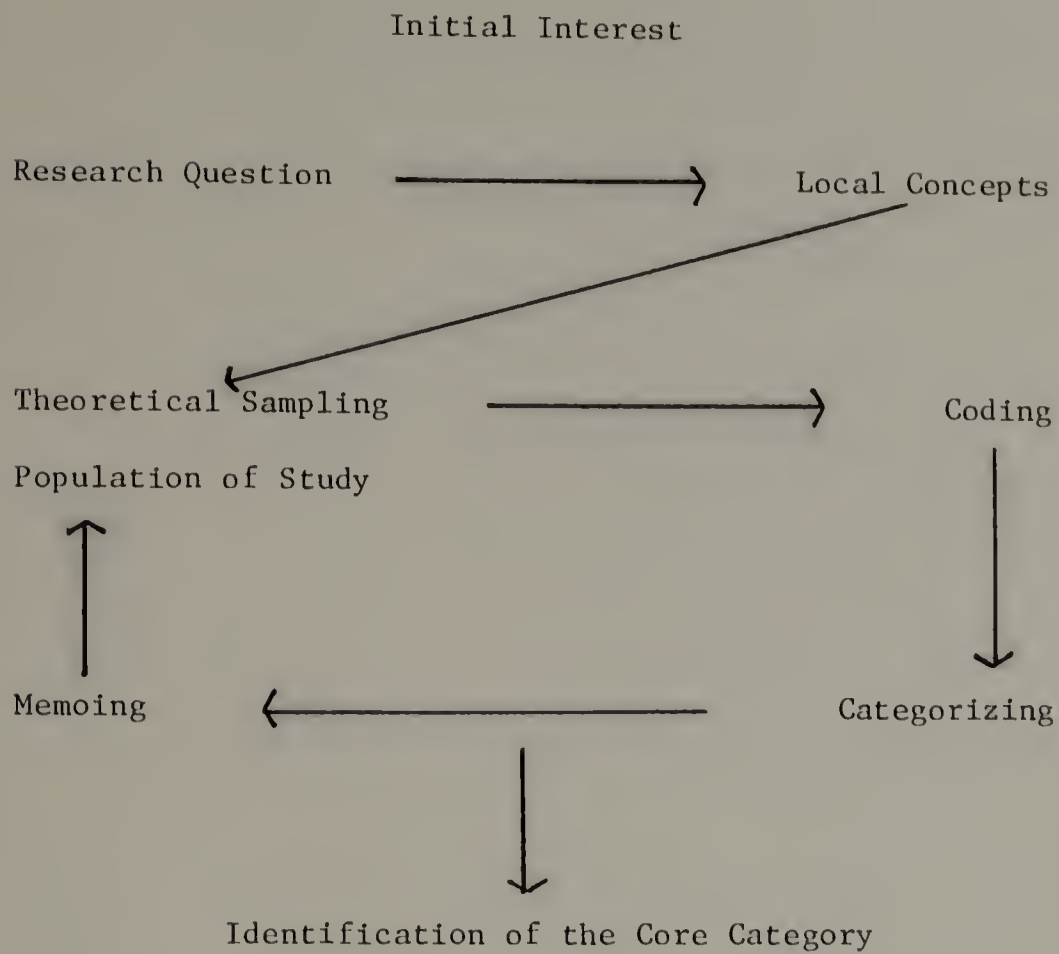 Initial Interest
Research Question
Local Concepts
Theoretical Sampling
Coding
Population of Study
Memoing
Categorizing
Identification of the Core Category